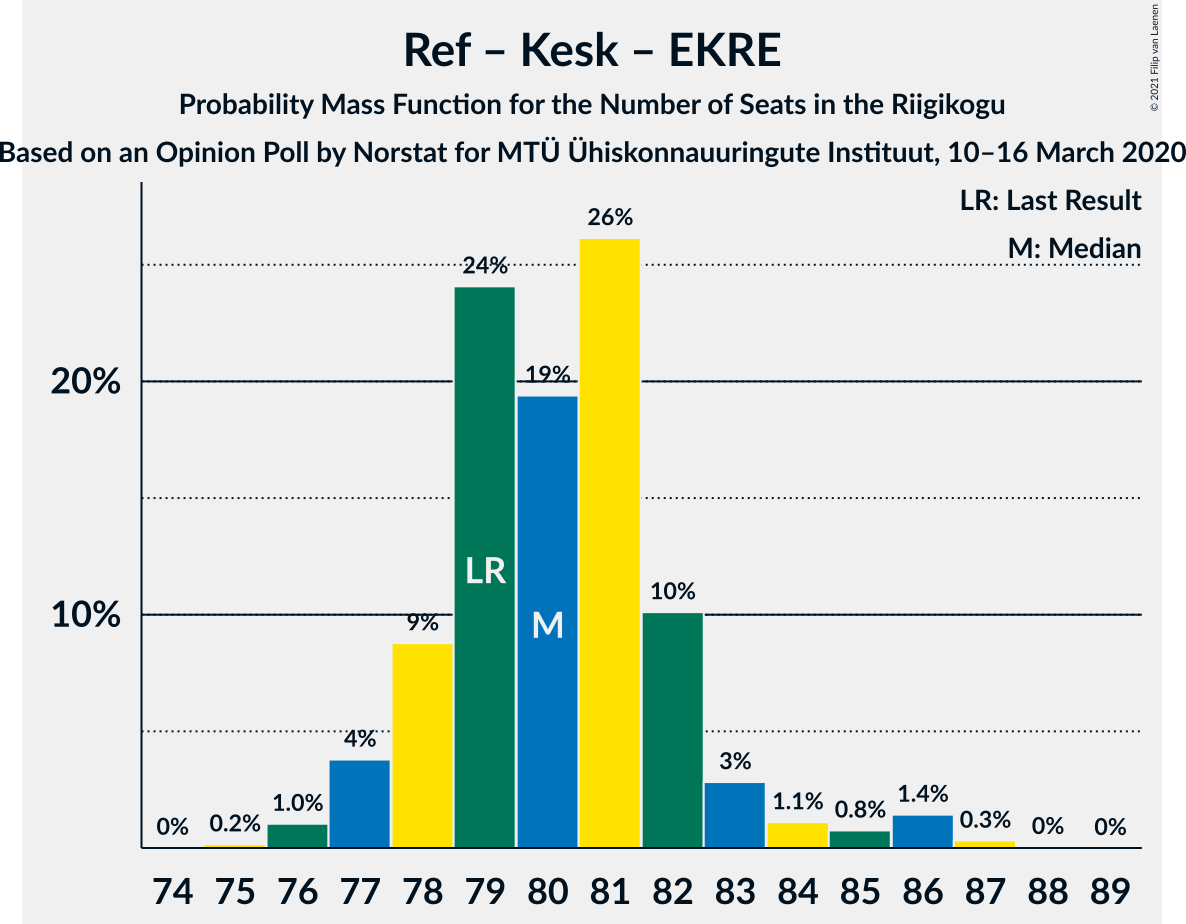 Ref – Kesk – EKRE
Probability Mass Function for the Number of Seats in the Riigikogu
Based on an Opinion Poll by Norstat for MTÜ Ühiskonnauuringute Instituut, 10–16 March 2020
© 2021 Filip van Laenen
LR: Last Result
M: Median
26%
24%
20%
19%
LR
10%
M
10%
9%
4%
3%
0%
0.2%
1.0%
1.1%
0.8%
1.4%
0.3%
0%
0%
74 75 76 77 78 79 80 81 82 83 84 85 86 87 88 89